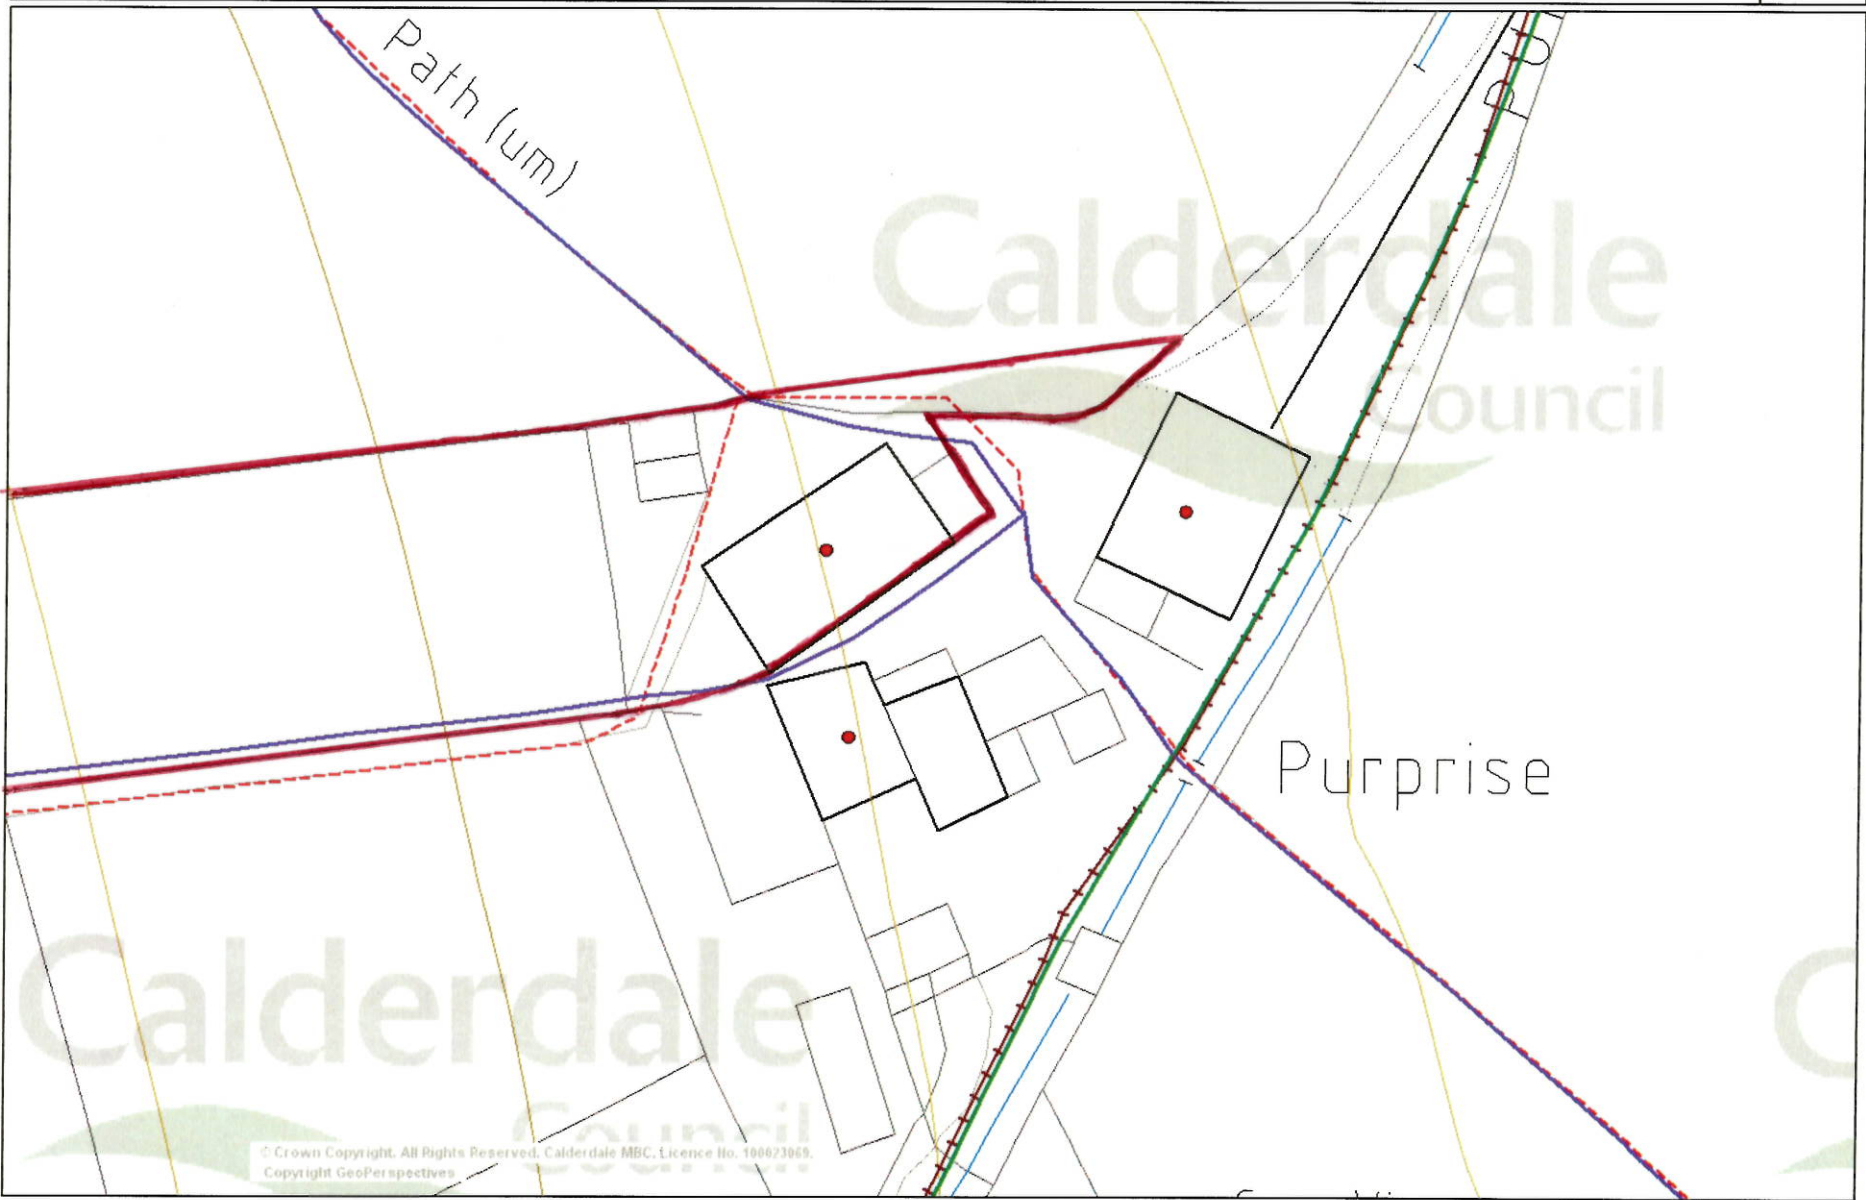 Path (um)
PU
Calderdale
Council
Purprise
Calderdale
Council
C
© Crown Copyright. All Rights Reserved. Calderdale MBC. Licence No. 100023069.
Copyright GeoPerspectives